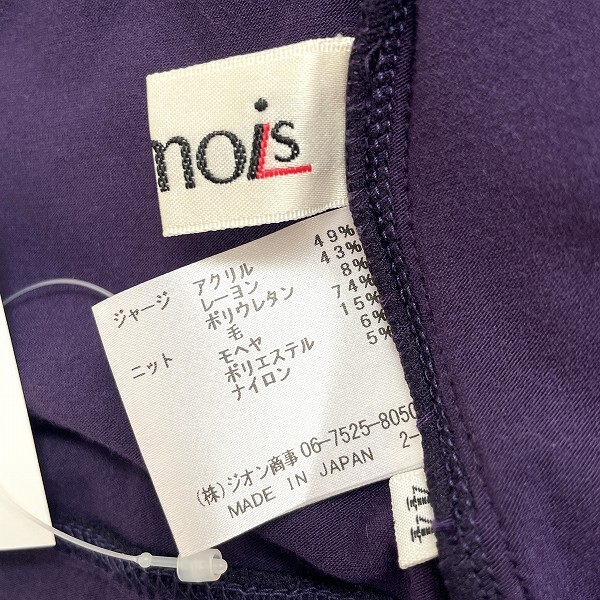 mois
ジャージ アクリル 49%
レーヨン 43%
ポリウレタン 8%
ニット 毛 74%
モヘヤ 15%
ポリエステル 6%
ナイロン 5%
(株)ジオン商事 06-7525-8050
MADE IN JAPAN 2-